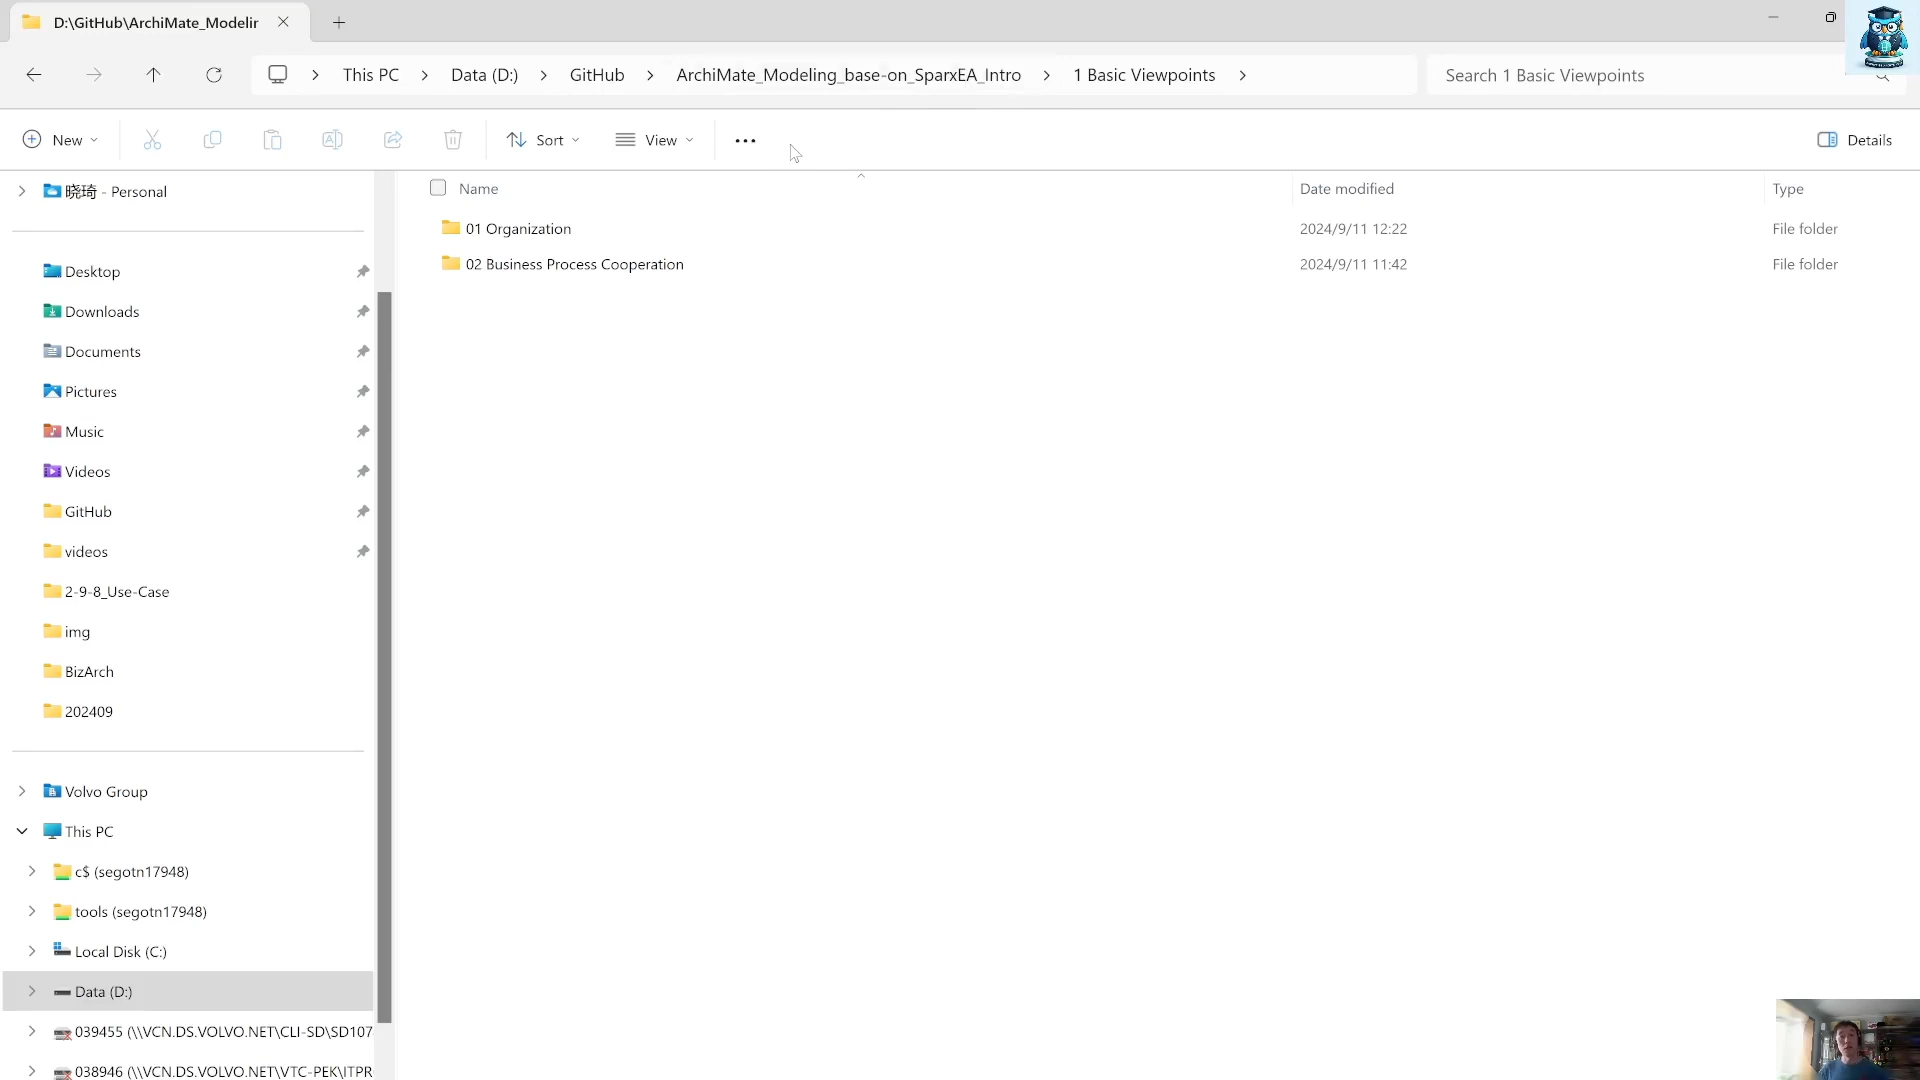 D:\GitHub\ArchiMate_Modelir
This PC
Data (D:)
GitHub
ArchiMate_Modeling_base-on_SparxEA_Intro
1 Basic Viewpoints
Search 1 Basic Viewpoints
New
Sort
View
Details
晓琦 - Personal
Desktop
Downloads
Documents
Pictures
Music
Videos
GitHub
videos
2-9-8_Use-Case
img
BizArch
202409
Volvo Group
This PC
c$ (segotn17948)
tools (segotn17948)
Local Disk (C:)
Data (D:)
039455 (\\VCN.DS.VOLVO.NET\CLI-SD\SD107
038946 (\\VCN.DS.VOLVO.NET\VTC-PEK\ITPR
Name Date modified Type
01 Organization 2024/9/11 12:22 File folder
02 Business Process Cooperation 2024/9/11 11:42 File folder